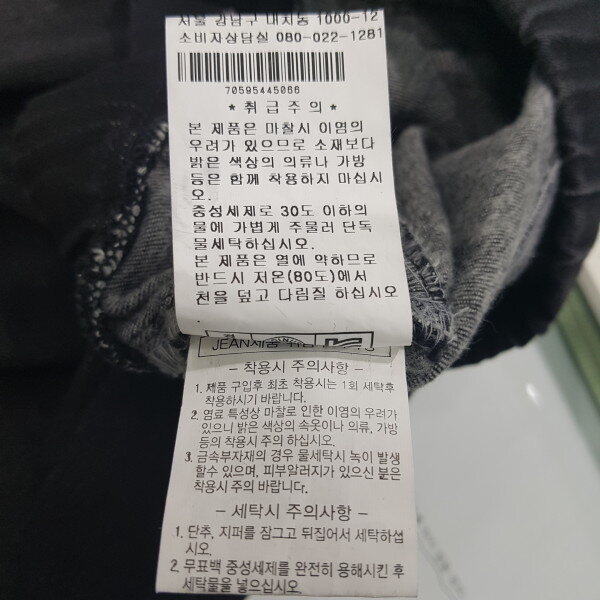 서울 강남구 대치동 1000-12
소비자상담실 080-022-1281
70595445066
★ 취 급 주 의 ★
본 제품은 마찰시 이염의
우려가 있으므로 소재보다
밝은 색상의 의류나 가방
등은 함께 착용하지 마십시
오.
중성세제로 30도 이하의
물에 가볍게 주물러 단독
물세탁하십시오.
본 제품은 열에 약하므로
반드시 저온(80도)에서
천을 덮고 다림질 하십시오
.
JEAN제품 취급
- 착용시 주의사항 -
1. 제품 구입후 최초 착용시는 1회 세탁후
착용하시기 바랍니다.
2. 염료 특성상 마찰로 인한 이염의 우려가
있으니 밝은 색상의 속옷이나 의류, 가방
등의 착용시 주의 하십시오.
3. 금속부자재의 경우 물세탁시 녹이 발생
할수 있으며, 피부알러지가 있으신 분은
착용시 주의 바랍니다.
- 세탁시 주의사항 -
1. 단추, 지퍼를 잠그고 뒤집어서 세탁하십
시오.
2. 무표백 중성세제를 완전히 용해시킨 후
세탁물을 넣으십시오.